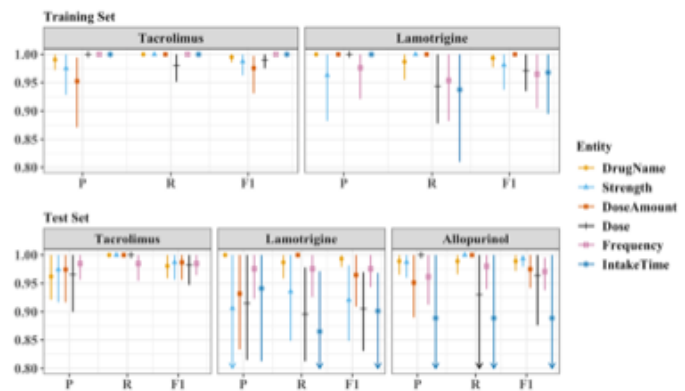 Training Set
Tacrolimus Lamotrigine
1.00
0.95
0.90
0.85
0.80
P R F1 P R F1
Entity
DrugName
Strength
DoseAmount
Dose
Frequency
IntakeTime
Test Set
Tacrolimus Lamotrigine Allopurinol
1.00
0.95
0.90
0.85
0.80
P R F1 P R F1 P R F1